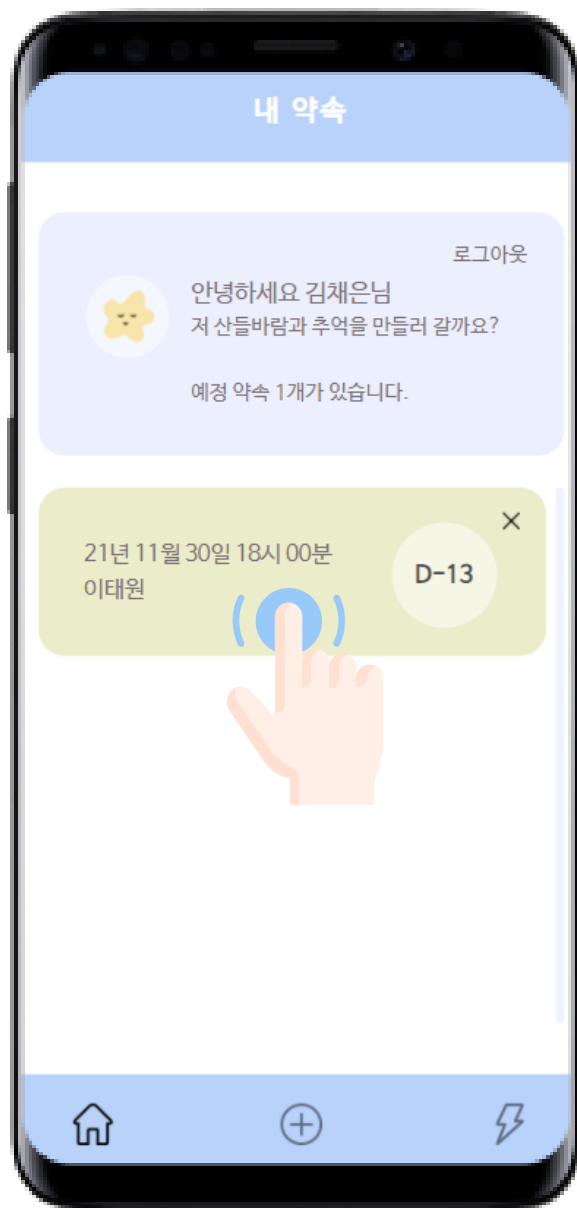 내 약속
로그아웃
안녕하세요 김채은님
저 산들바람과 추억을 만들러 갈까요?
예정 약속 1개가 있습니다.
21년 11월 30일 18시 00분
이태원
D-13